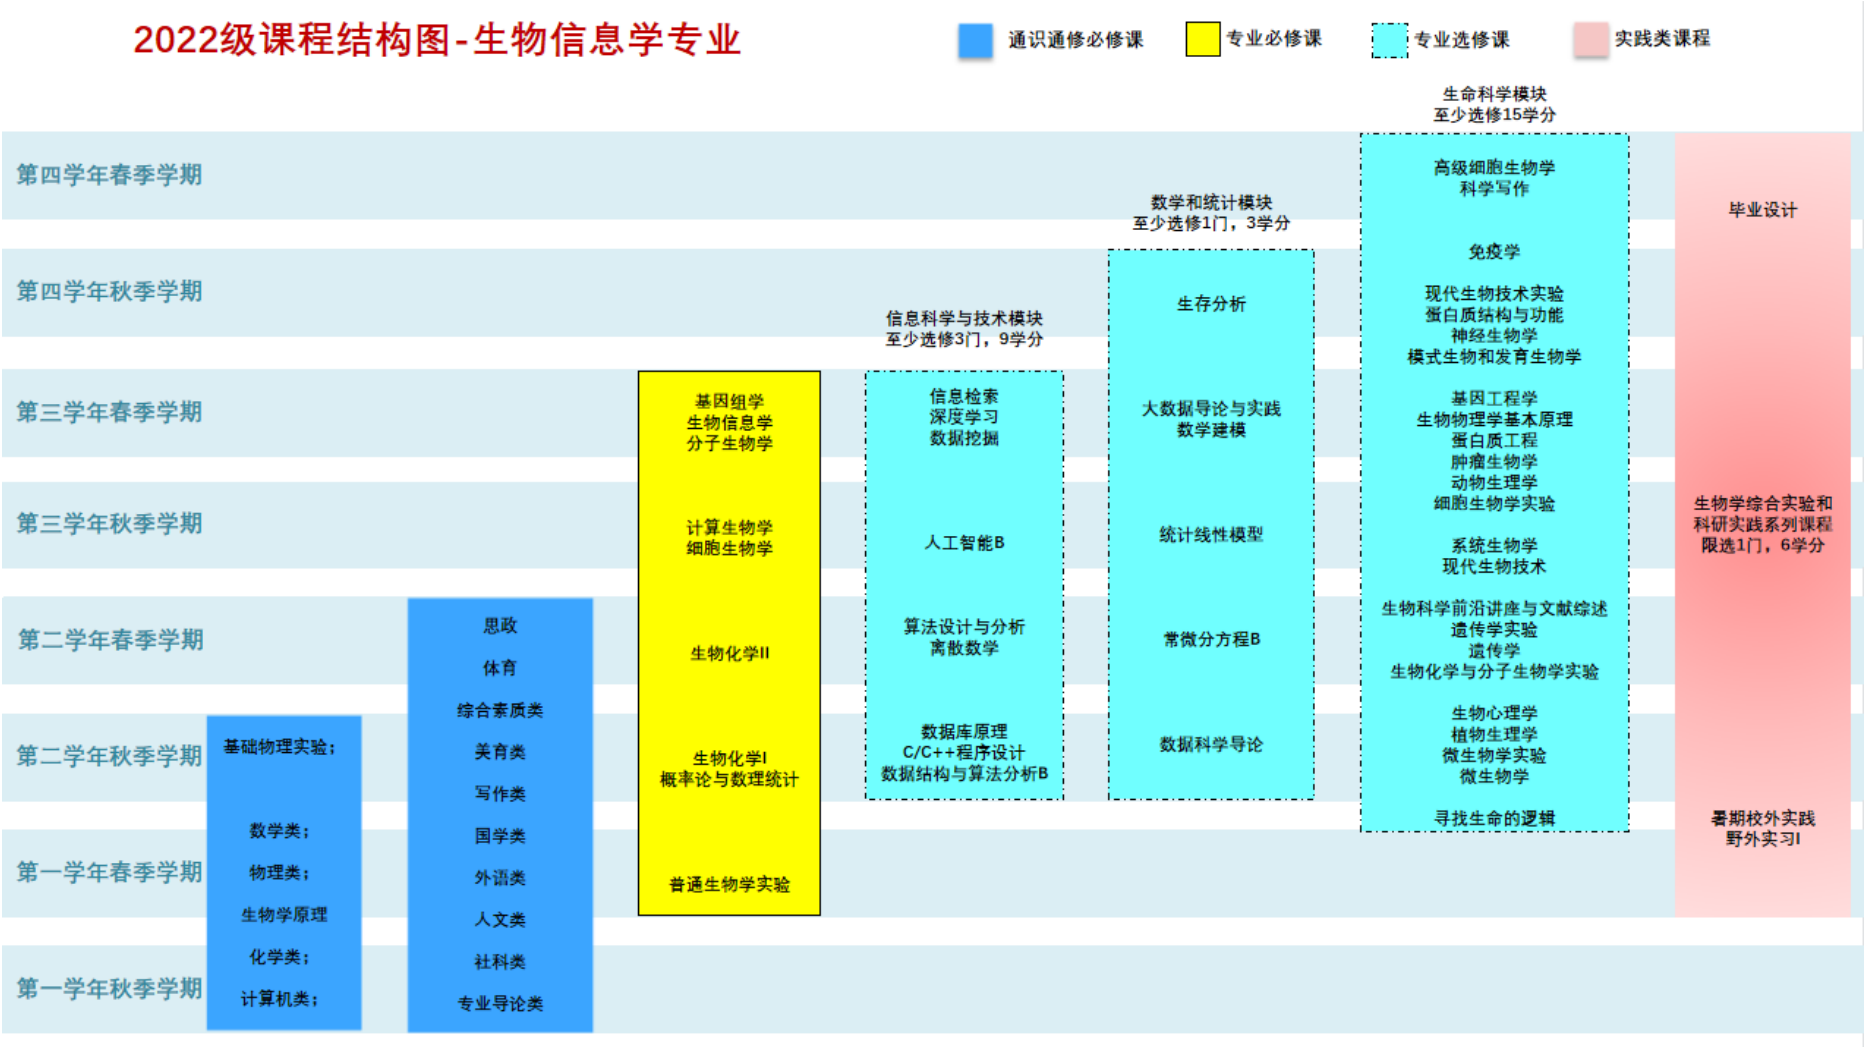 2022级课程结构图-生物信息学专业
通识通修必修课
专业必修课
专业选修课
实践类课程
第四学年春季学期
第四学年秋季学期
第三学年春季学期
第三学年秋季学期
第二学年春季学期
第二学年秋季学期
第一学年春季学期
第一学年秋季学期
基础物理实验；
数学类；
物理类；
生物学原理
化学类；
计算机类；
思政
体育
综合素质类
美育类
写作类
国学类
外语类
人文类
社科类
专业导论类
基因组学
生物信息学
分子生物学
计算生物学
细胞生物学
生物化学II
生物化学I
概率论与数理统计
普通生物学实验
信息科学与技术模块
至少选修3门，9学分
信息检索
深度学习
数据挖掘
人工智能B
算法设计与分析
离散数学
数据库原理
C/C++程序设计
数据结构与算法分析B
数学和统计模块
至少选修1门，3学分
生存分析
大数据导论与实践
数学建模
统计线性模型
常微分方程B
数据科学导论
生命科学模块
至少选修15学分
高级细胞生物学
科学写作
免疫学
现代生物技术实验
蛋白质结构与功能
神经生物学
模式生物和发育生物学
基因工程学
生物物理学基本原理
蛋白质工程
肿瘤生物学
动物生理学
细胞生物学实验
系统生物学
现代生物技术
生物科学前沿讲座与文献综述
遗传学实验
遗传学
生物化学与分子生物学实验
生物心理学
植物生理学
微生物学实验
微生物学
寻找生命的逻辑
毕业设计
生物学综合实验和
科研实践系列课程
限选1门，6学分
暑期校外实践
野外实习I